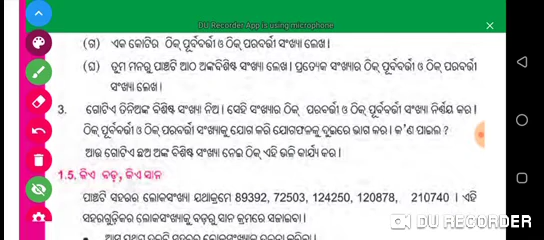 DU Recorder App is using microphone
(ଗ) ଏକ କୋଟିର ଠିକ୍ ପୂର୍ବବର୍ତ୍ତୀ ଓ ଠିକ୍ ପରବର୍ତ୍ତୀ ସଂଖ୍ୟା ଲେଖ।
(ଘ) ତୁମ ମନରୁ ପାଞ୍ଚଟି ଆଠ ଅଙ୍କବିଶିଷ୍ଟ ସଂଖ୍ୟା ଲେଖ। ପ୍ରତ୍ୟେକ ସଂଖ୍ୟାର ଠିକ୍ ପୂର୍ବବର୍ତ୍ତୀ ଓ ଠିକ୍ ପରବର୍ତ୍ତୀ
ସଂଖ୍ୟା ଲେଖ।
3. ଗୋଟିଏ ତିନିଅଙ୍କ ବିଶିଷ୍ଟ ସଂଖ୍ୟା ନିଅ। ସେହି ସଂଖ୍ୟାର ଠିକ୍ ପରବର୍ତ୍ତୀ ଓ ଠିକ୍ ପୂର୍ବବର୍ତ୍ତୀ ସଂଖ୍ୟା ନିର୍ଣ୍ଣୟ କର।
ଠିକ୍ ପୂର୍ବବର୍ତ୍ତୀ ଓ ଠିକ୍ ପରବର୍ତ୍ତୀ ସଂଖ୍ୟାକୁ ଯୋଗ କରି ଯୋଗଫଳକୁ ଦୁଇରେ ଭାଗ କର। କ'ଣ ପାଇଲ ?
ଆଉ ଗୋଟିଏ ଛଅ ଅଙ୍କ ବିଶିଷ୍ଟ ସଂଖ୍ୟା ନେଇ ଠିକ୍ ଏହି ଭଳି କାର୍ଯ୍ୟ କର।
1.5. କିଏ ବଡ଼, କିଏ ସାନ
ପାଞ୍ଚଟି ସହରର ଲୋକସଂଖ୍ୟା ଯଥାକ୍ରମେ 89392, 72503, 124250, 120878, 210740। ଏହି
ସହରଗୁଡ଼ିକର ଲୋକସଂଖ୍ୟାକୁ ବଡ଼ରୁ ସାନ କ୍ରମରେ ସଜାଇବା।
DU RECORDER